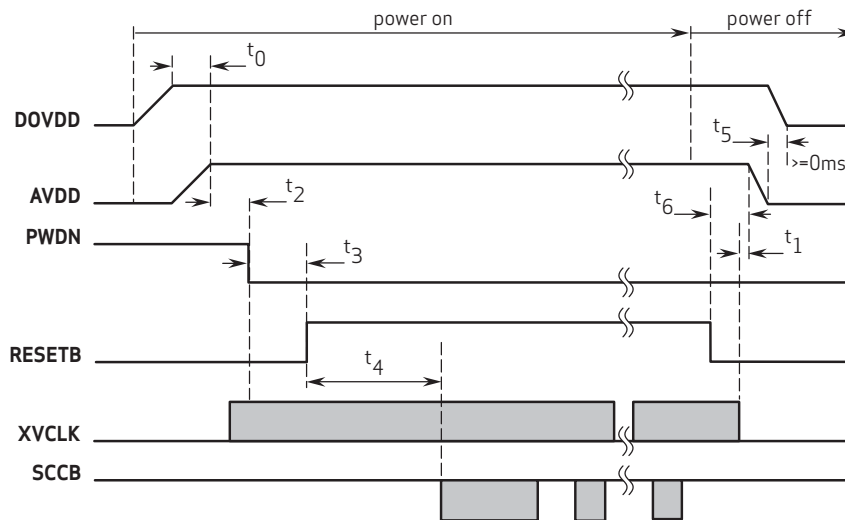 power on
power off
t0
DOVDD
t5
>=0ms
AVDD
t2
t6
PWDN
t3
t1
RESETB
t4
XVCLK
SCCB